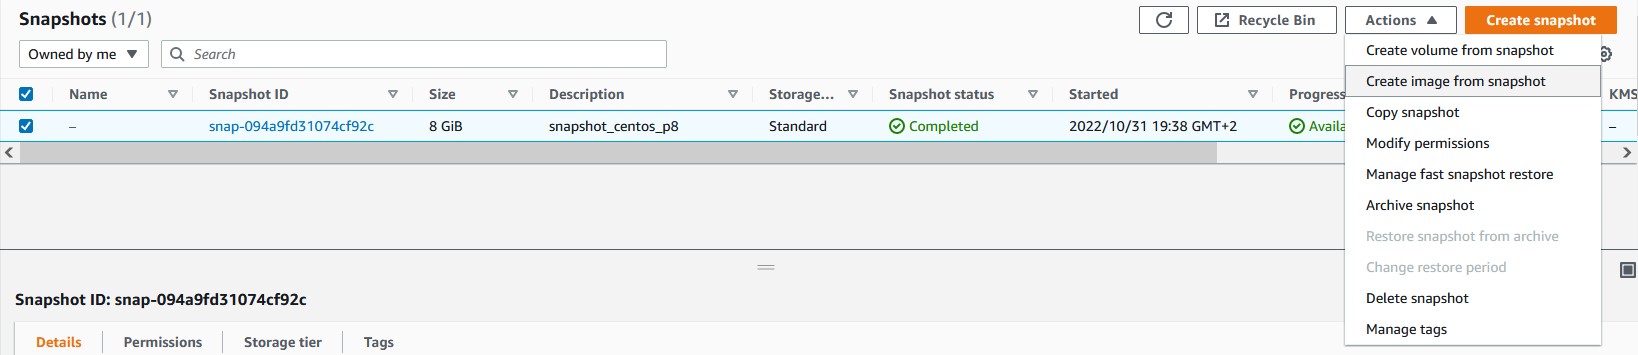 Snapshots (1/1)
Recycle Bin
Actions
Create snapshot
Owned by me
Search
Name
Snapshot ID
Size
Description
Storage...
Snapshot status
Started
Progress
KMS
–
snap-094a9fd31074cf92c
8 GiB
snapshot_centos_p8
Standard
Completed
2022/10/31 19:38 GMT+2
Availa
–
Create volume from snapshot
Create image from snapshot
Copy snapshot
Modify permissions
Manage fast snapshot restore
Archive snapshot
Restore snapshot from archive
Change restore period
Delete snapshot
Manage tags
Snapshot ID: snap-094a9fd31074cf92c
Details
Permissions
Storage tier
Tags